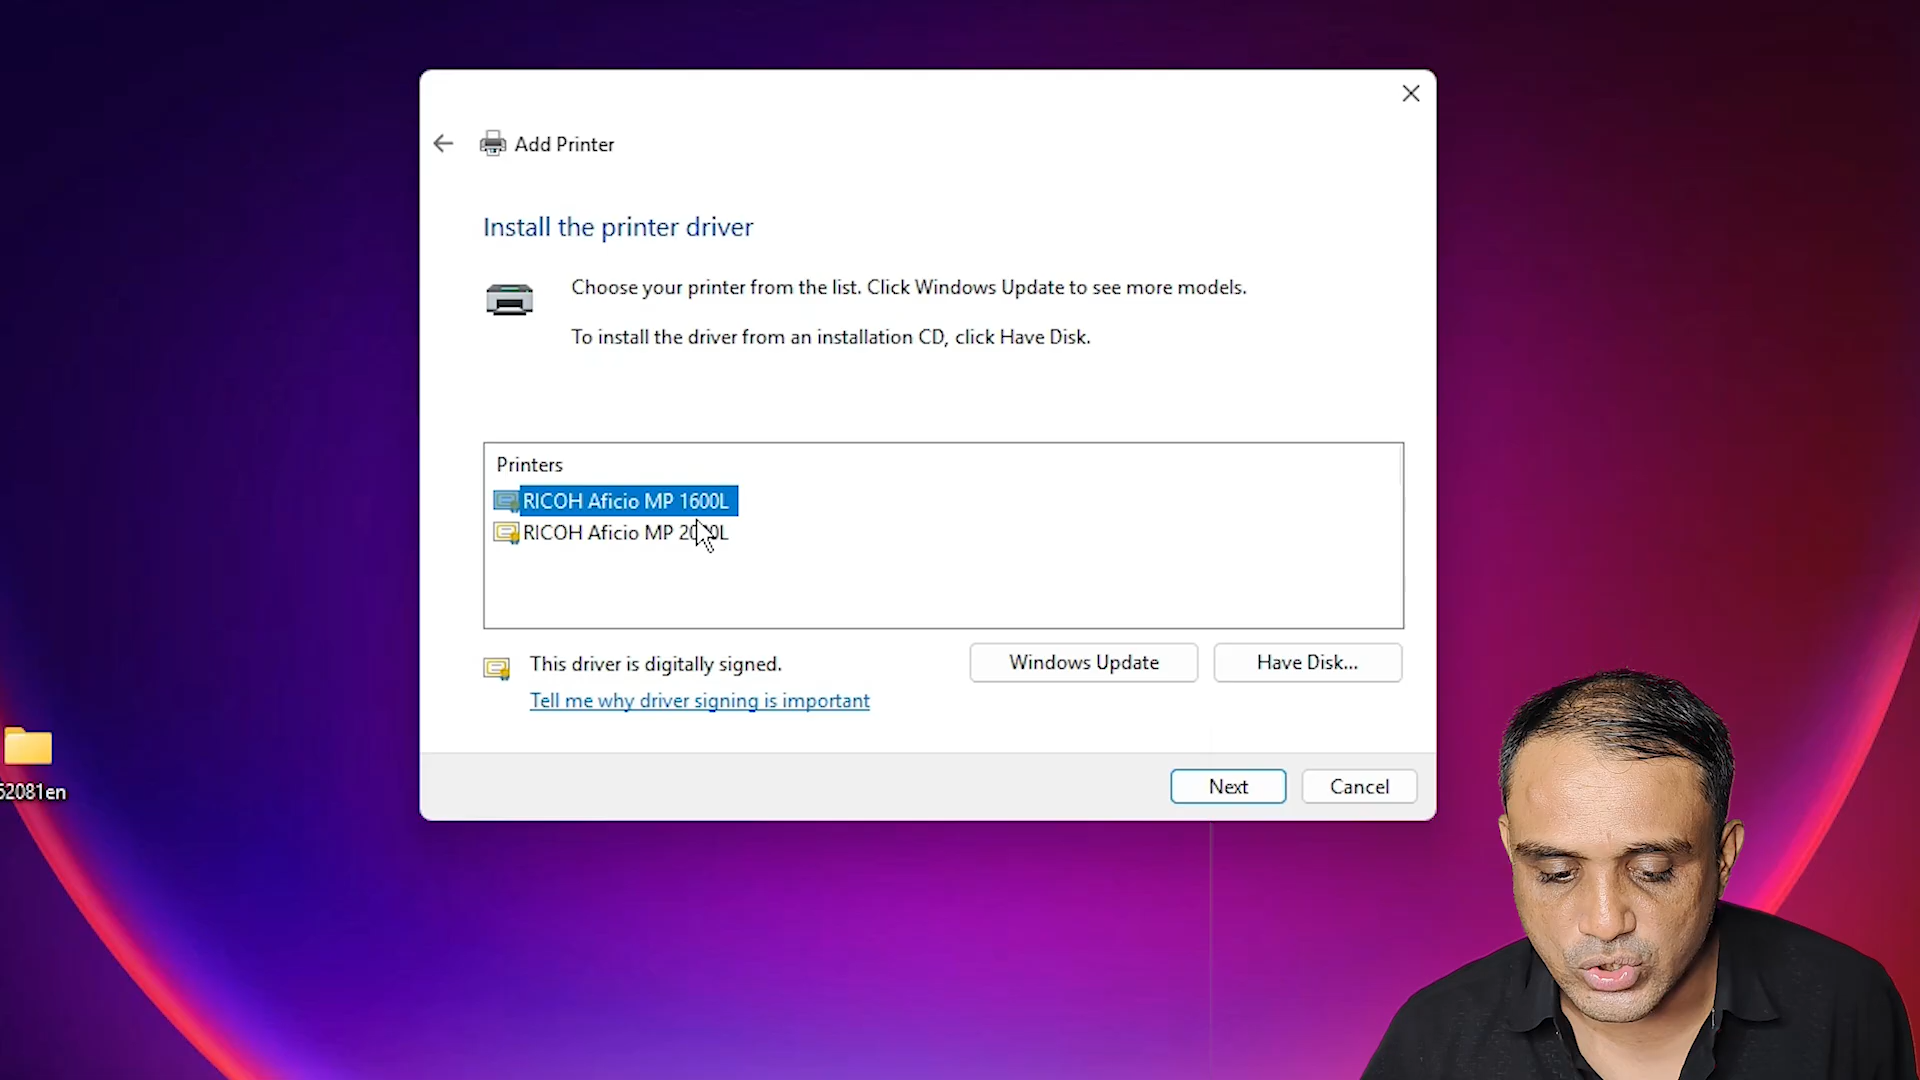 Add Printer
Install the printer driver
Choose your printer from the list. Click Windows Update to see more models.
To install the driver from an installation CD, click Have Disk.
Printers
RICOH Aficio MP 1600L
RICOH Aficio MP
This driver is digitally signed.
Windows Update
Have Disk...
Tell me why driver signing is important
52081en
Next
Cancel